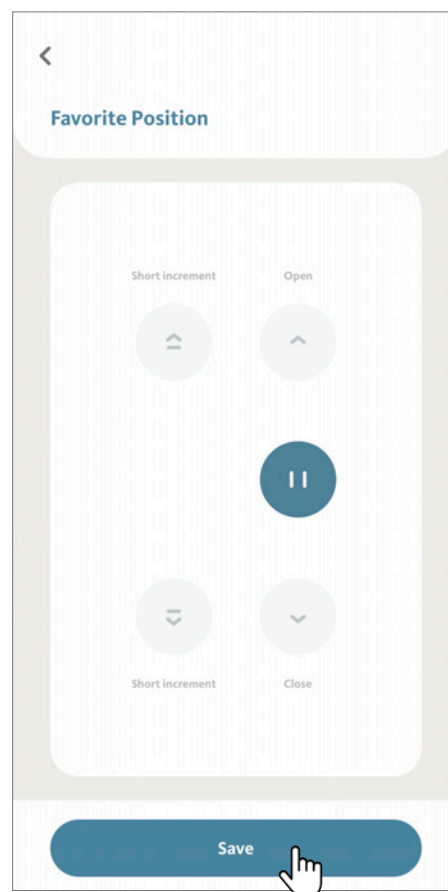 Favorite Position
Short increment
Open
Short increment
Close
Save